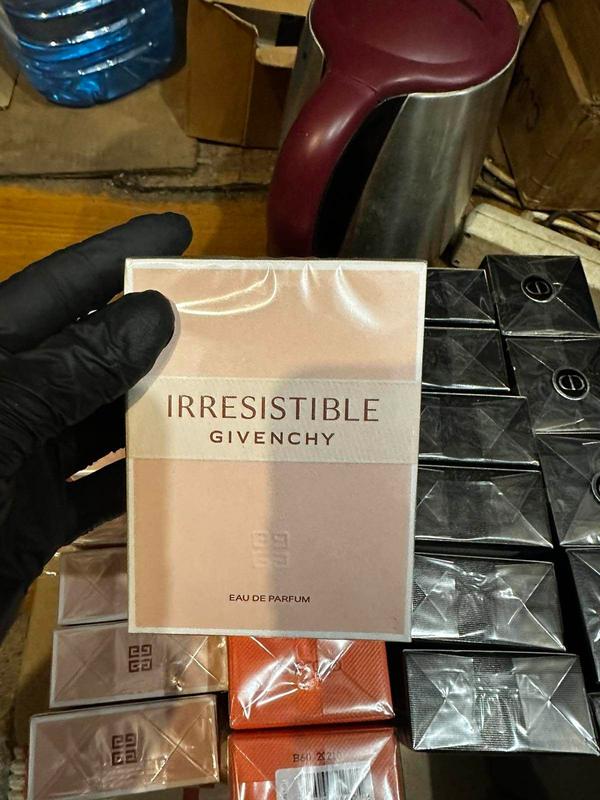 IRRESISTIBLE
GIVENCHY
EAU DE PARFUM